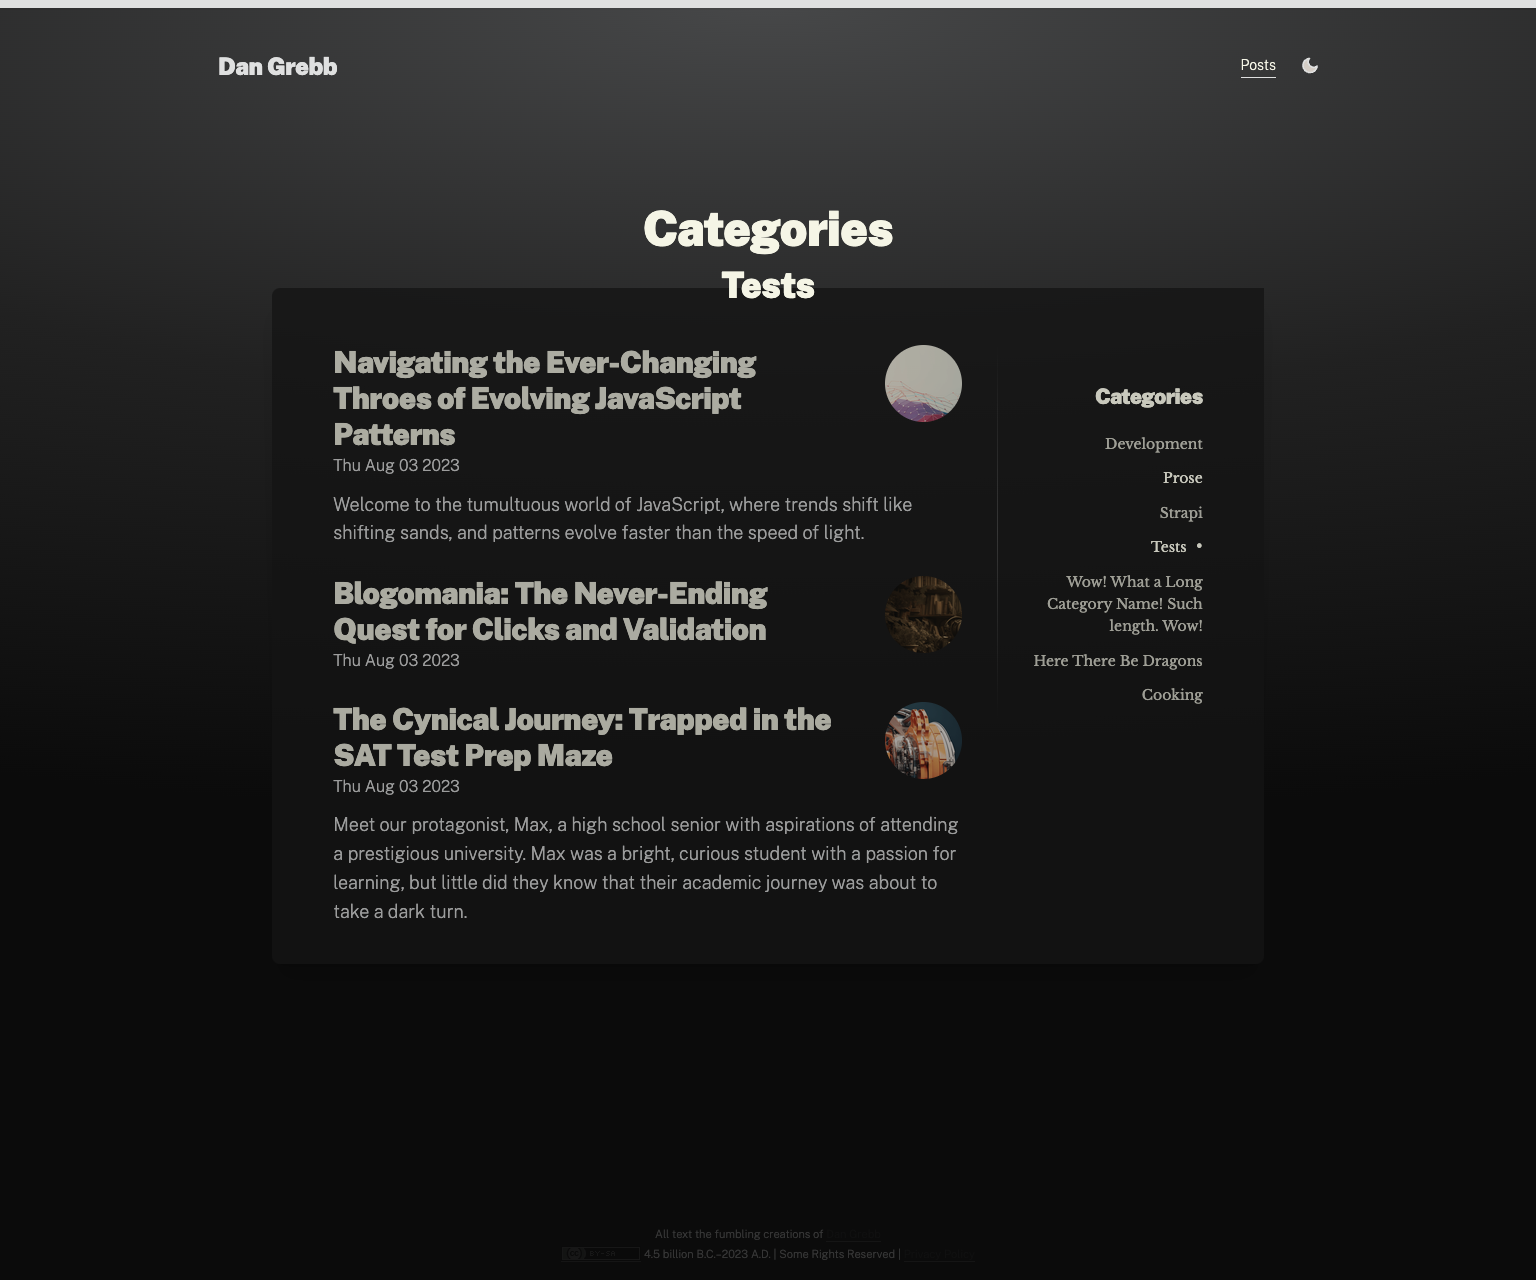 Dan Grebb
Posts
Categories
Tests
Navigating the Ever-Changing
Throes of Evolving JavaScript
Patterns
Thu Aug 03 2023
Welcome to the tumultuous world of JavaScript, where trends shift like
shifting sands, and patterns evolve faster than the speed of light.
Blogomania: The Never-Ending
Quest for Clicks and Validation
Thu Aug 03 2023
The Cynical Journey: Trapped in the
SAT Test Prep Maze
Thu Aug 03 2023
Meet our protagonist, Max, a high school senior with aspirations of attending
a prestigious university. Max was a bright, curious student with a passion for
learning, but little did they know that their academic journey was about to
take a dark turn.
Categories
Development
Prose
Strapi
Tests •
Wow! What a Long
Category Name! Such
length. Wow!
Here There Be Dragons
Cooking
All text the fumbling creations of
4.5 billion B.C.–2023 A.D. | Some Rights Reserved |